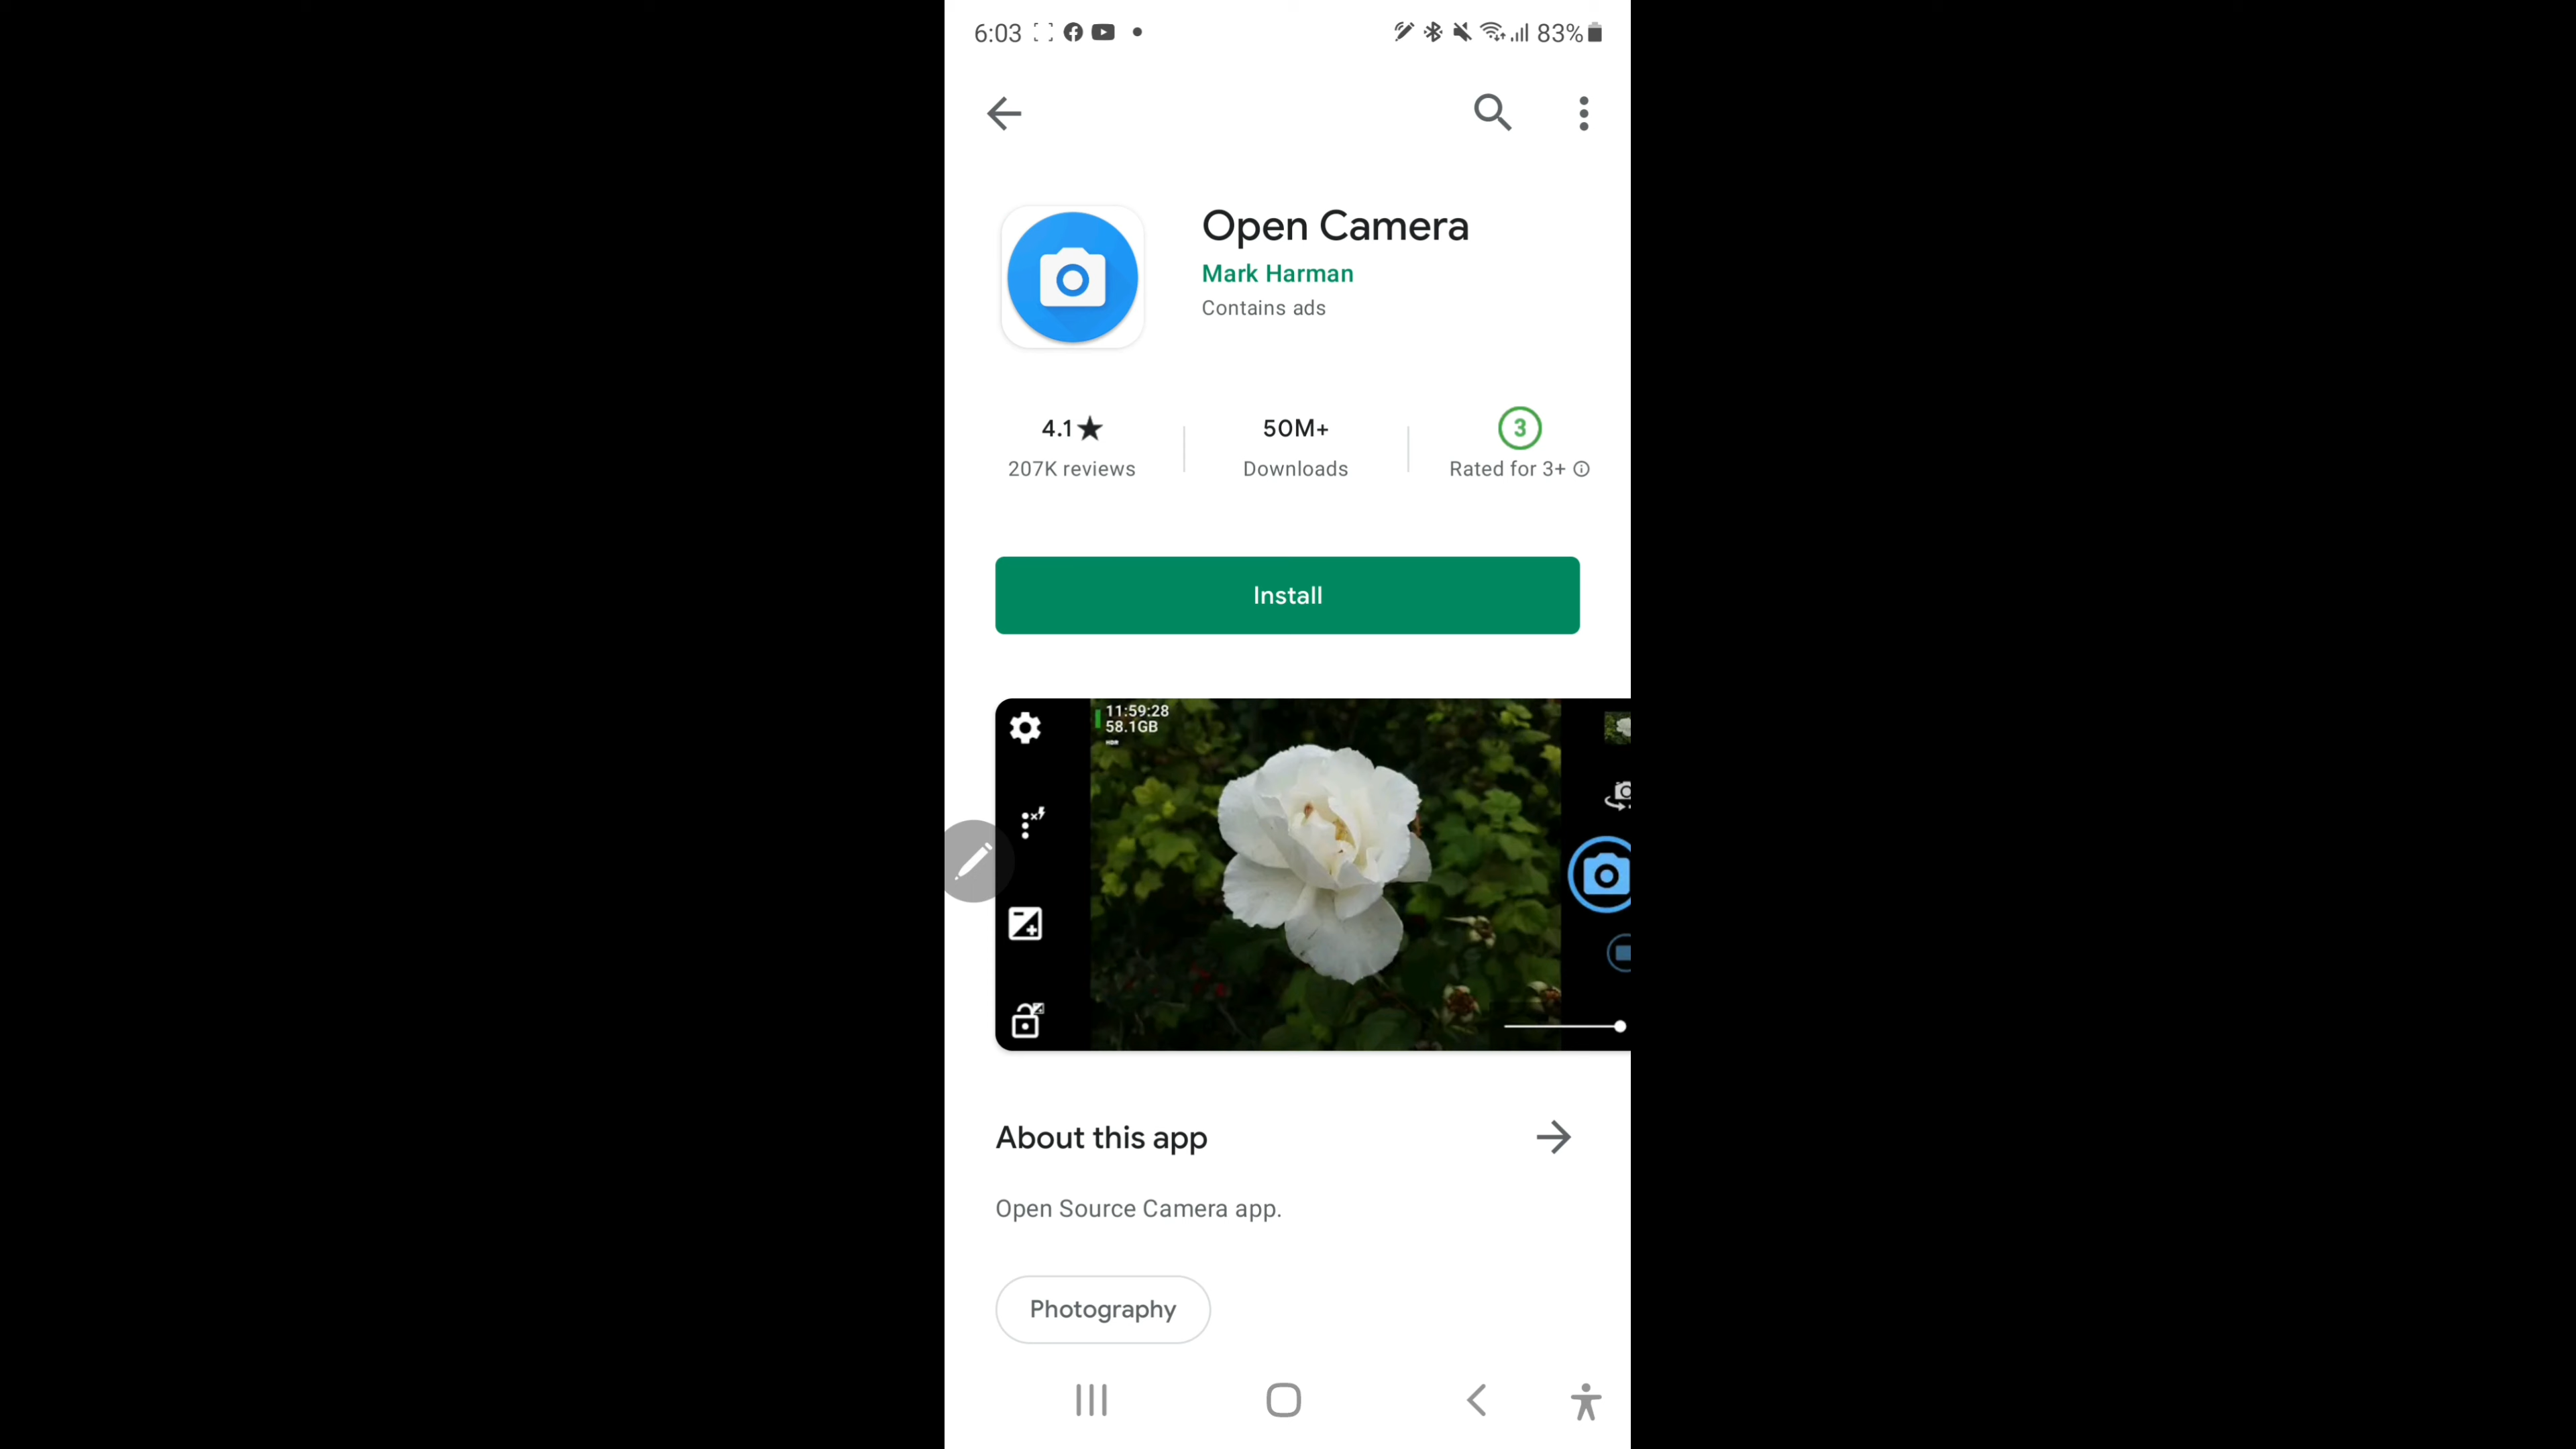 6:03
83%
Open Camera
Mark Harman
Contains ads
4.1★
207K reviews
50M+
Downloads
3
Rated for 3+
Install
11:59:28
58.1GB
HDR
About this app
Open Source Camera app.
Photography